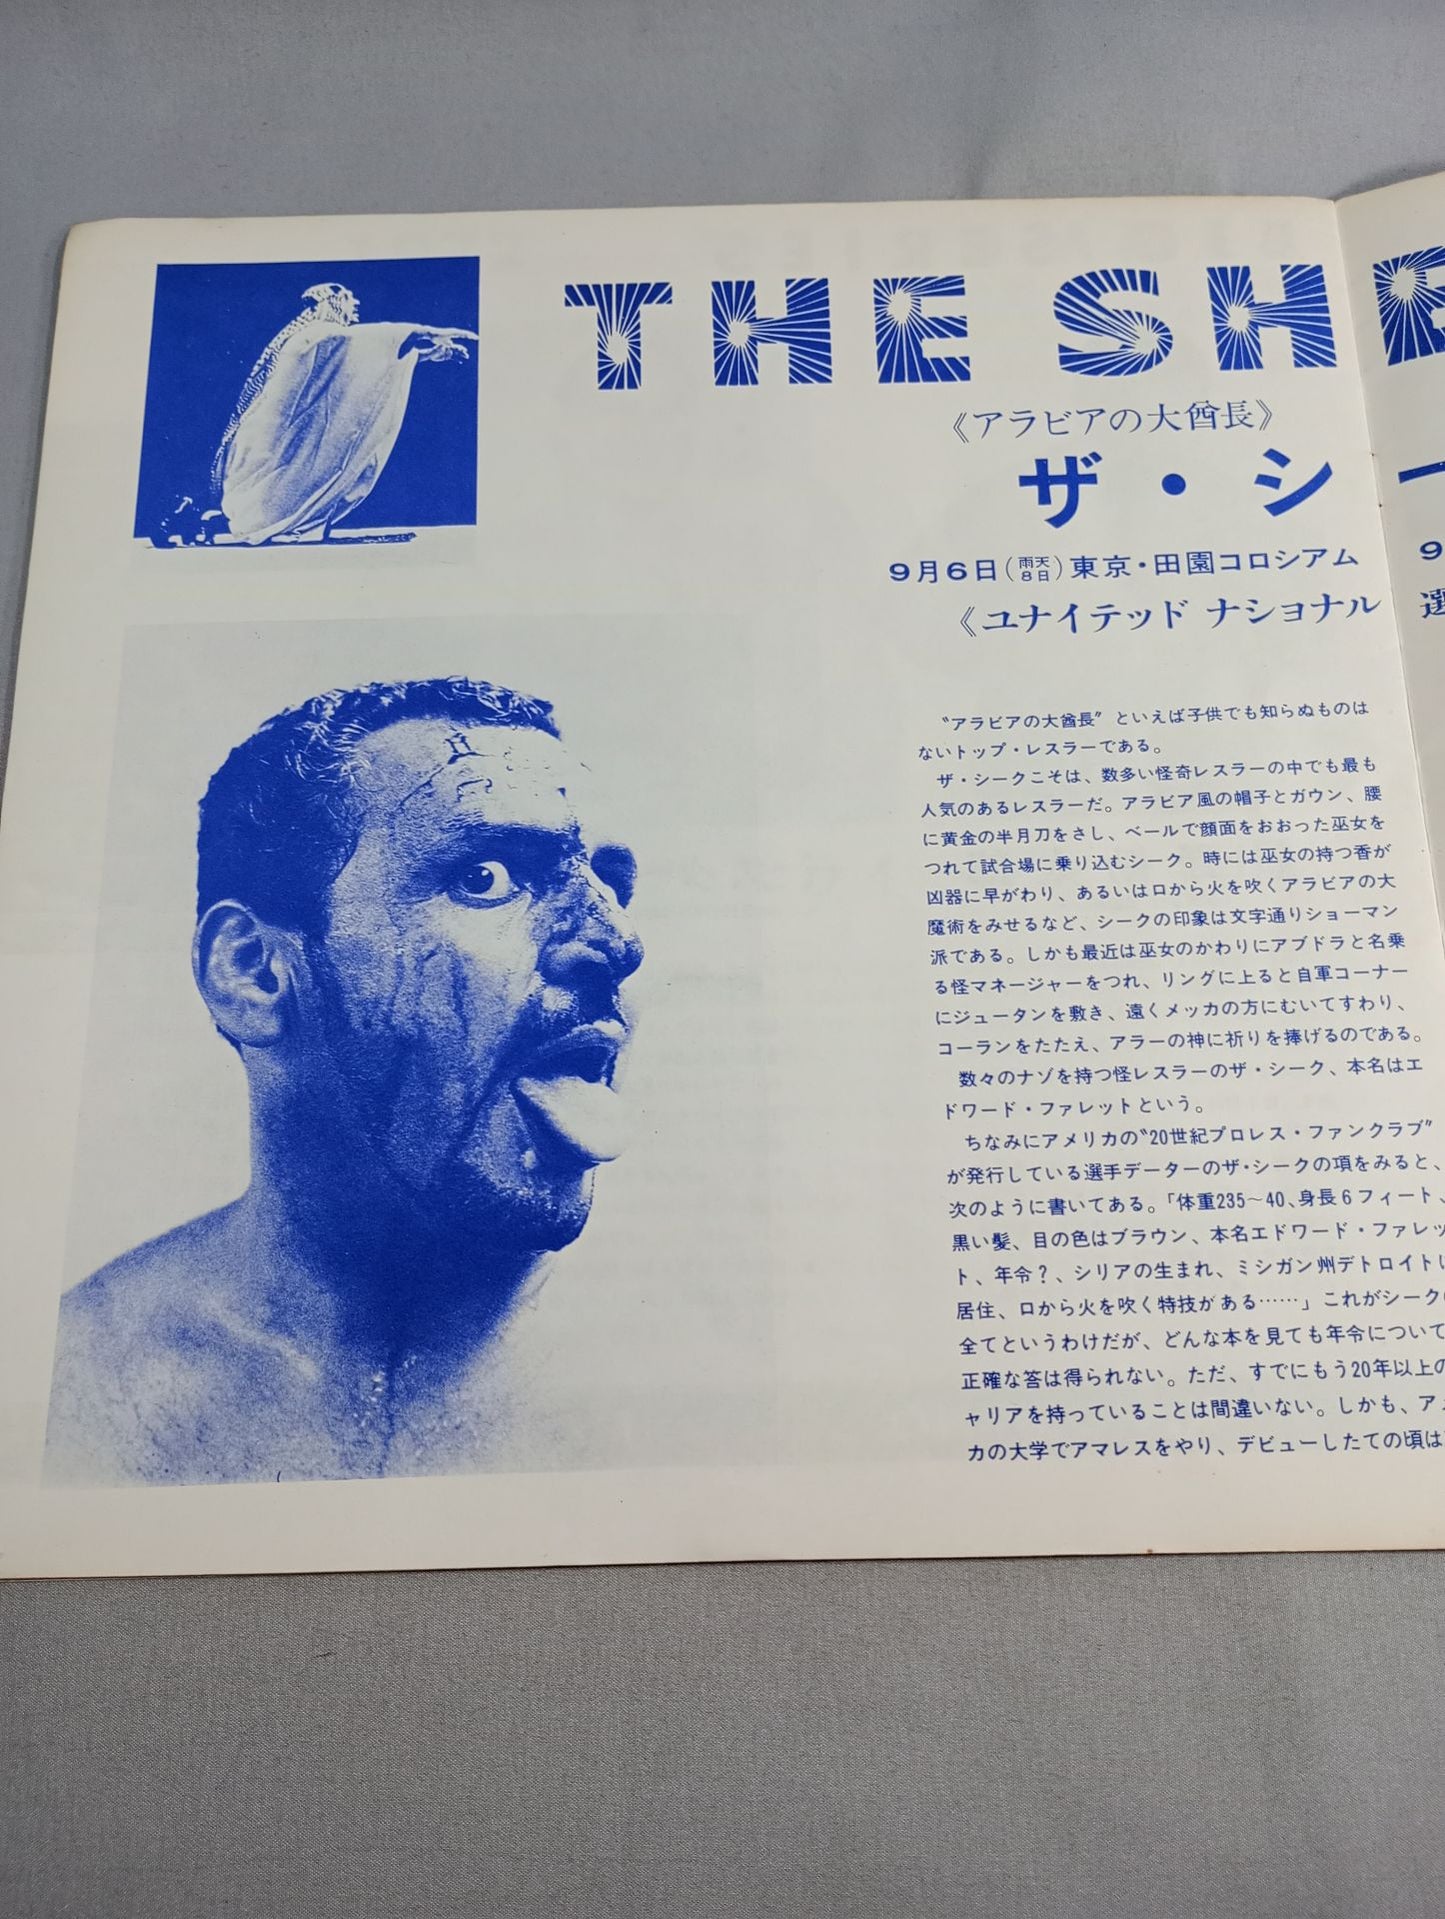 THE SHE
《アラビアの大酋長》
ザ・シー
9月6日(雨天8日)東京・田園コロシアム
9
《ユナイテッド ナショナル
選
〝アラビアの大酋長〞といえば子供でも知らぬものは
ないトップ・レスラーである。
ザ・シークこそは、数多い怪奇レスラーの中でも最も
人気のあるレスラーだ。アラビア風の帽子とガウン、腰
に黄金の半月刀をさし、ベールで顔面をおおった巫女を
つれて試合場に乗り込むシーク。時には巫女の持つ香が
凶器に早がわり、あるいは口から火を吹くアラビアの大
魔術をみせるなど、シークの印象は文字通りショーマン
派である。しかも最近は巫女のかわりにアブドラと名乗
る怪マネージャーをつれ、リングに上ると自軍コーナー
にジュータンを敷き、遠くメッカの方にむいてすわり、
コーランをたたえ、アラーの神に祈りを捧げるのである。
数々のナゾを持つ怪レスラーのザ・シーク、本名はエ
ドワード・ファレットという。
ちなみにアメリカの〝20世紀プロレス・ファンクラブ〞
が発行している選手データーのザ・シークの項をみると、
次のように書いてある。「体重235〜40、身長6フィート、
黒い髪、目の色はブラウン、本名エドワード・ファレッ
ト、年令?、シリアの生まれ、ミシガン州デトロイトに
居住、口から火を吹く特技がある……」これがシークの
全てというわけだが、どんな本を見ても年令について
正確な答は得られない。ただ、すでにもう20年以上の
ャリアを持っていることは間違いない。しかも、アメ
カの大学でアマレスをやり、デビューしたての頃は